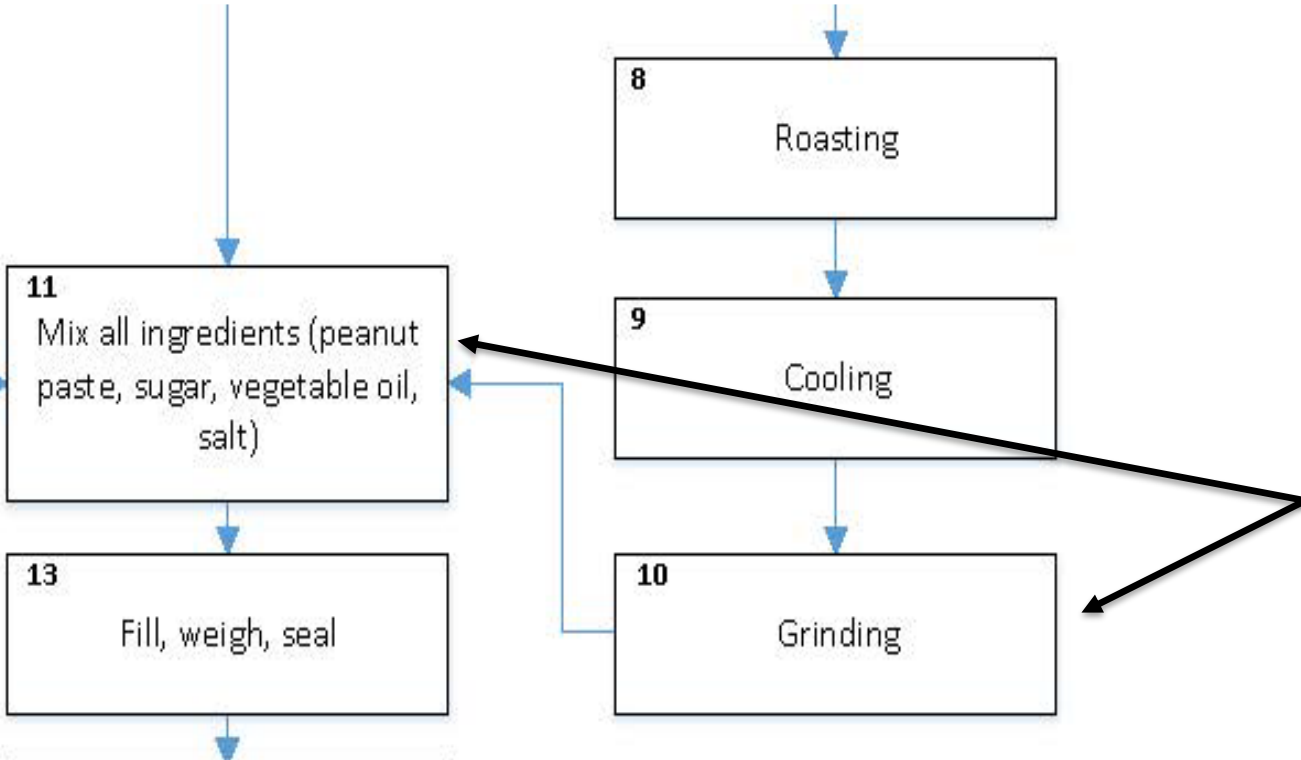 8
Roasting
11
Mix all ingredients (peanut
paste, sugar, vegetable oil,
salt)
9
Cooling
13
Fill, weigh, seal
10
Grinding